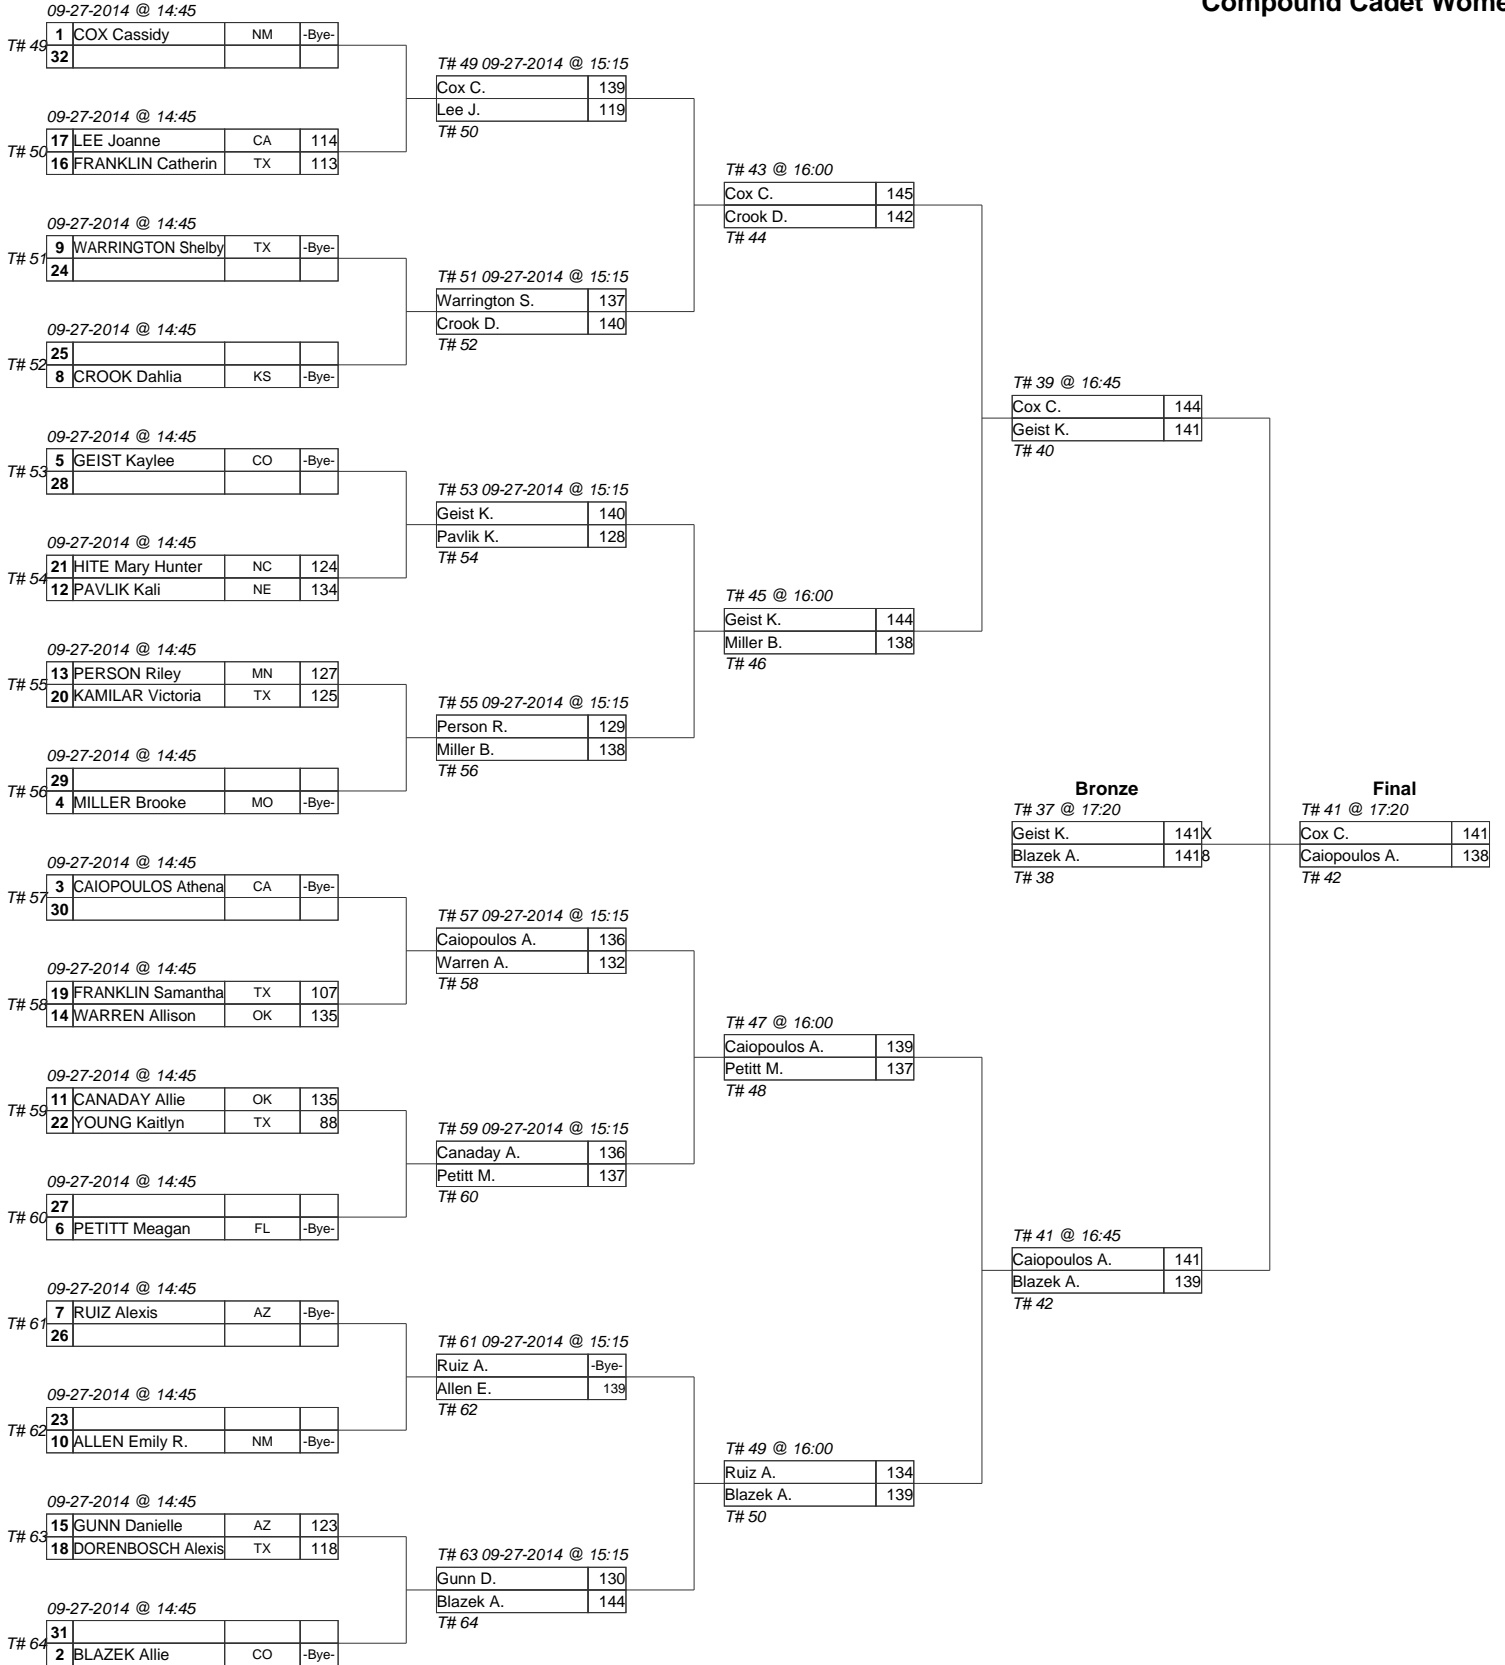 Compound Cadet Wome
09-27-2014 @ 14:45
T# 49
1 COX Cassidy NM -Bye-
32
09-27-2014 @ 14:45
T# 50
17 LEE Joanne CA 114
16 FRANKLIN Catherin TX 113
09-27-2014 @ 14:45
T# 51
9 WARRINGTON Shelby TX -Bye-
24
09-27-2014 @ 14:45
T# 52
25
8 CROOK Dahlia KS -Bye-
09-27-2014 @ 14:45
T# 53
5 GEIST Kaylee CO -Bye-
28
09-27-2014 @ 14:45
T# 54
21 HITE Mary Hunter NC 124
12 PAVLIK Kali NE 134
09-27-2014 @ 14:45
T# 55
13 PERSON Riley MN 127
20 KAMILAR Victoria TX 125
09-27-2014 @ 14:45
T# 56
29
4 MILLER Brooke MO -Bye-
09-27-2014 @ 14:45
T# 57
3 CAIOPOULOS Athena CA -Bye-
30
09-27-2014 @ 14:45
T# 58
19 FRANKLIN Samantha TX 107
14 WARREN Allison OK 135
09-27-2014 @ 14:45
T# 59
11 CANADAY Allie OK 135
22 YOUNG Kaitlyn TX 88
09-27-2014 @ 14:45
T# 60
27
6 PETITT Meagan FL -Bye-
09-27-2014 @ 14:45
T# 61
7 RUIZ Alexis AZ -Bye-
26
09-27-2014 @ 14:45
T# 62
23
10 ALLEN Emily R. NM -Bye-
09-27-2014 @ 14:45
T# 63
15 GUNN Danielle AZ 123
18 DORENBOSCH Alexis TX 118
09-27-2014 @ 14:45
T# 64
31
2 BLAZEK Allie CO -Bye-
T# 49 09-27-2014 @ 15:15
Cox C. 139
Lee J. 119
T# 50
T# 51 09-27-2014 @ 15:15
Warrington S. 137
Crook D. 140
T# 52
T# 53 09-27-2014 @ 15:15
Geist K. 140
Pavlik K. 128
T# 54
T# 55 09-27-2014 @ 15:15
Person R. 129
Miller B. 138
T# 56
T# 57 09-27-2014 @ 15:15
Caiopoulos A. 136
Warren A. 132
T# 58
T# 59 09-27-2014 @ 15:15
Canaday A. 136
Petitt M. 137
T# 60
T# 61 09-27-2014 @ 15:15
Ruiz A. -Bye-
Allen E. 139
T# 62
T# 63 09-27-2014 @ 15:15
Gunn D. 130
Blazek A. 144
T# 64
T# 43 @ 16:00
Cox C. 145
Crook D. 142
T# 44
T# 45 @ 16:00
Geist K. 144
Miller B. 138
T# 46
T# 47 @ 16:00
Caiopoulos A. 139
Petitt M. 137
T# 48
T# 49 @ 16:00
Ruiz A. 134
Blazek A. 139
T# 50
T# 39 @ 16:45
Cox C. 144
Geist K. 141
T# 40
T# 41 @ 16:45
Caiopoulos A. 141
Blazek A. 139
T# 42
Bronze
T# 37 @ 17:20
Geist K. 141X
Blazek A. 1418
T# 38
Final
T# 41 @ 17:20
Cox C. 141
Caiopoulos A. 138
T# 42